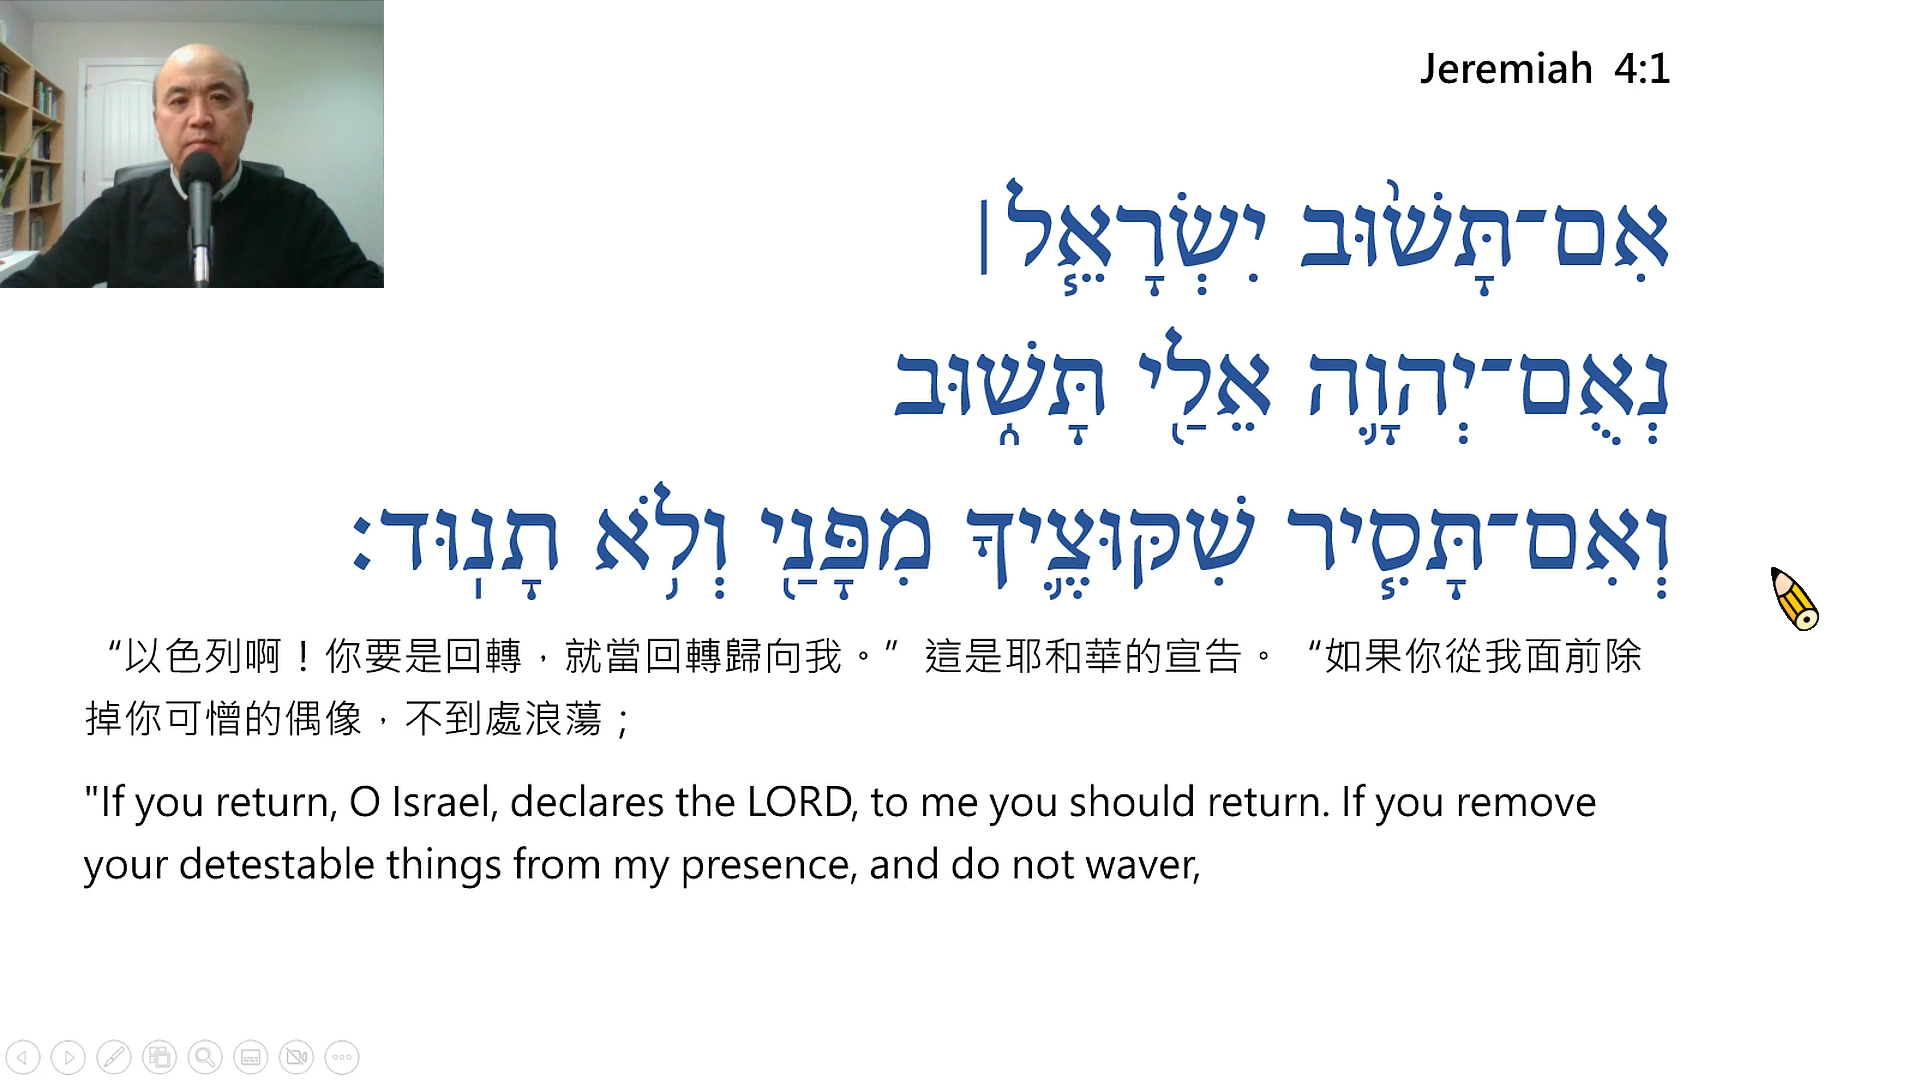 Jeremiah 4:1
אִם־תָּשׁ֨וּב יִשְׂרָאֵ֧ל׀
נְאֻם־יְהוָ֛ה אֵלַ֖י תָּשׁ֑וּב
וְאִם־תָּסִ֧יר שִׁקּוּצֶ֛יךָ מִפָּנַ֖י וְלֹ֥א תָנֽוּד׃
“以色列啊！你要是回轉，就當回轉歸向我。” 這是耶和華的宣告。 “如果你從我面前除
掉你可憎的偶像，不到處浪蕩；
"If you return, O Israel, declares the LORD, to me you should return. If you remove
your detestable things from my presence, and do not waver,